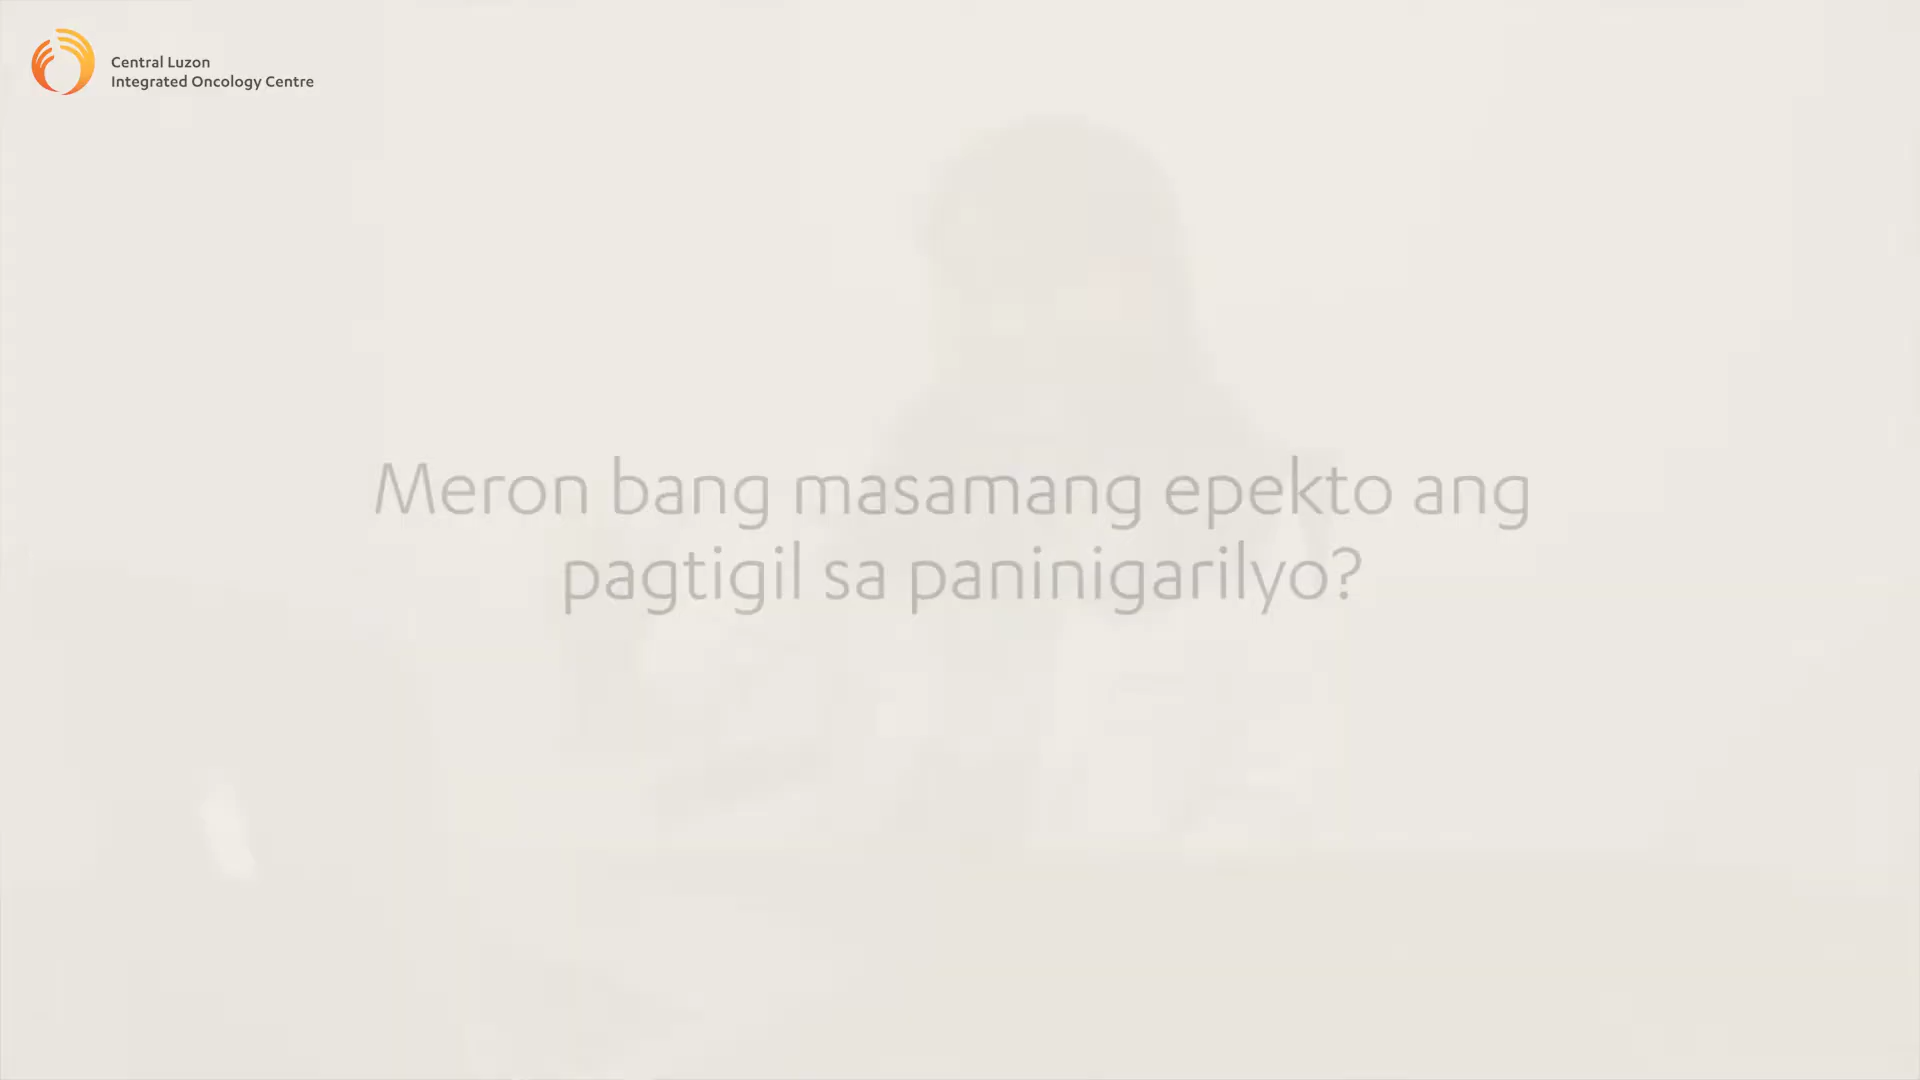 Central Luzon
Integrated Oncology Centre
Meron bang masamang epekto ang
pagtigil sa paninigarilyo?